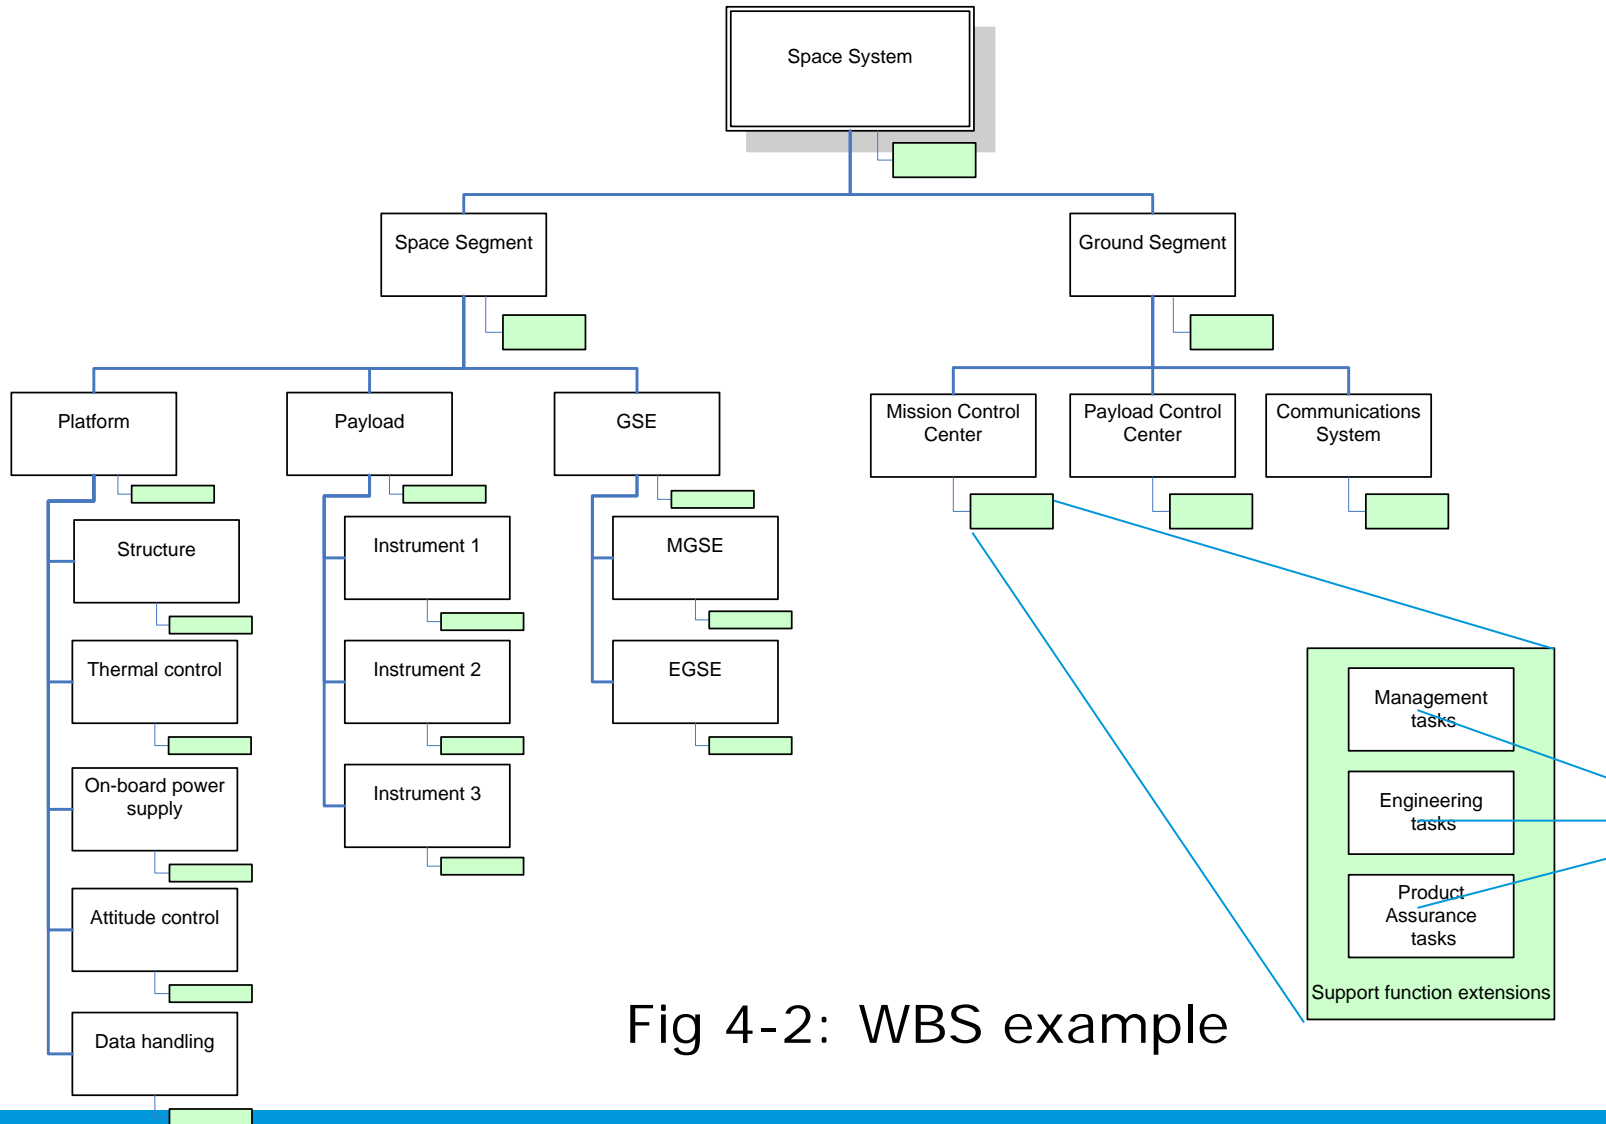 Space System
Space Segment
Ground Segment
Platform
Payload
GSE
Mission Control
Center
Payload Control
Center
Communications
System
Structure
Thermal control
On-board power
supply
Attitude control
Data handling
Instrument 1
Instrument 2
Instrument 3
MGSE
EGSE
Management
tasks
Engineering
tasks
Product
Assurance
tasks
Support function extensions
Fig 4-2: WBS example